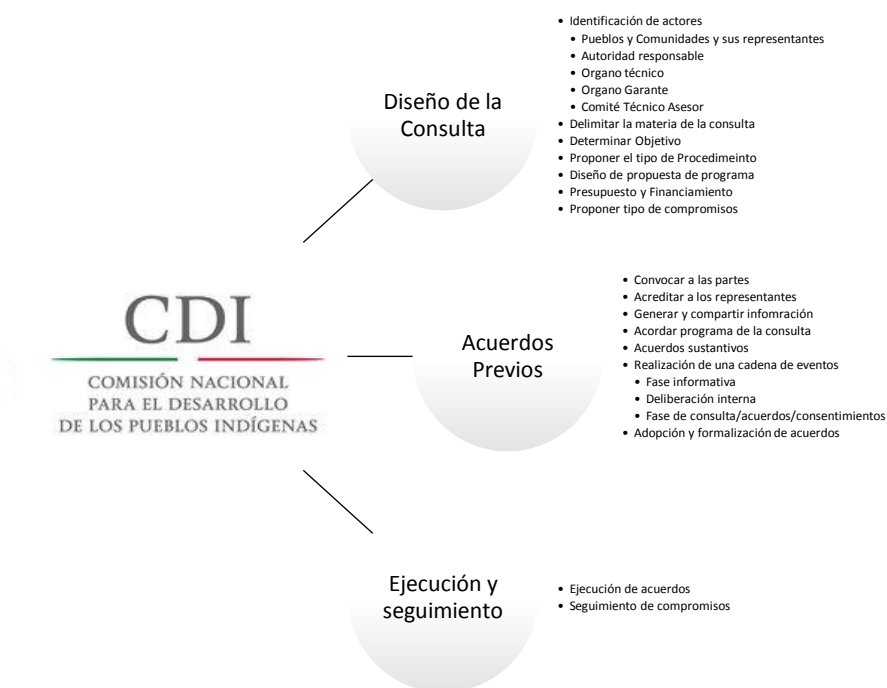 Diseño de la
Consulta
• Identificación de actores
• Pueblos y Comunidades y sus representantes
• Autoridad responsable
• Organo técnico
• Organo Garante
• Comité Técnico Asesor
• Delimitar la materia de la consulta
• Determinar Objetivo
• Proponer el tipo de Procedimeinto
• Diseño de propuesta de programa
• Presupuesto y Financiamiento
• Proponer tipo de compromisos
CDI
COMISIÓN NACIONAL
PARA EL DESARROLLO
DE LOS PUEBLOS INDÍGENAS
Acuerdos
Previos
• Convocar a las partes
• Acreditar a los representantes
• Generar y compartir infomración
• Acordar programa de la consulta
• Acuerdos sustantivos
• Realización de una cadena de eventos
• Fase informativa
• Deliberación interna
• Fase de consulta/acuerdos/consentimientos
• Adopción y formalización de acuerdos
Ejecución y
seguimiento
• Ejecución de acuerdos
• Seguimiento de compromisos